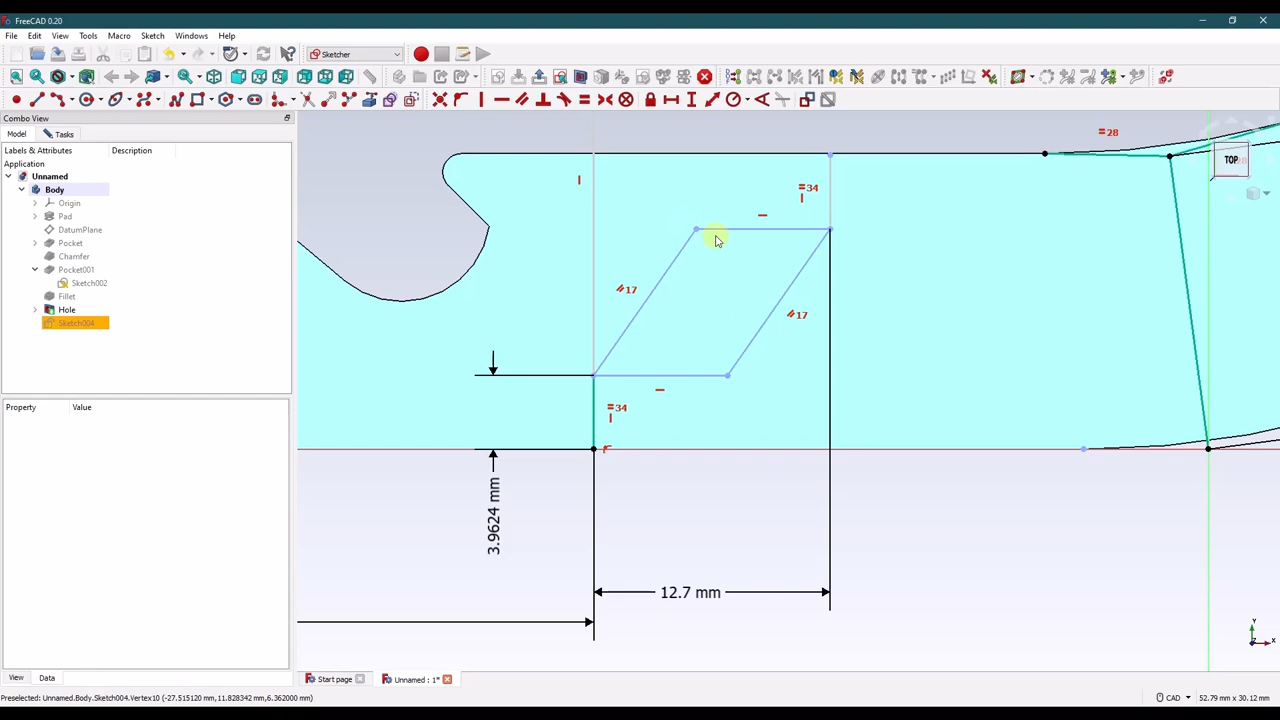 FreeCAD 0.20
File Edit View Tools Macro Sketch Windows Help
Sketcher
Combo View
Model Tasks
Labels & Attributes Description
Application
Unnamed
Body
Origin
Pad
DatumPlane
Pocket
Chamfer
Pocket001
Sketch002
Fillet
Hole
Sketch004
Property Value
=28
TOP
=34
17
17
=34
3.9624 mm
12.7 mm
Y
Z X
View Data
Start page
Unnamed : 1*
Preselected: Unnamed.Body.Sketch004.Vertex10 (-27.515120 mm,11.828342 mm,6.362000 mm)
CAD
52.79 mm x 30.12 mm